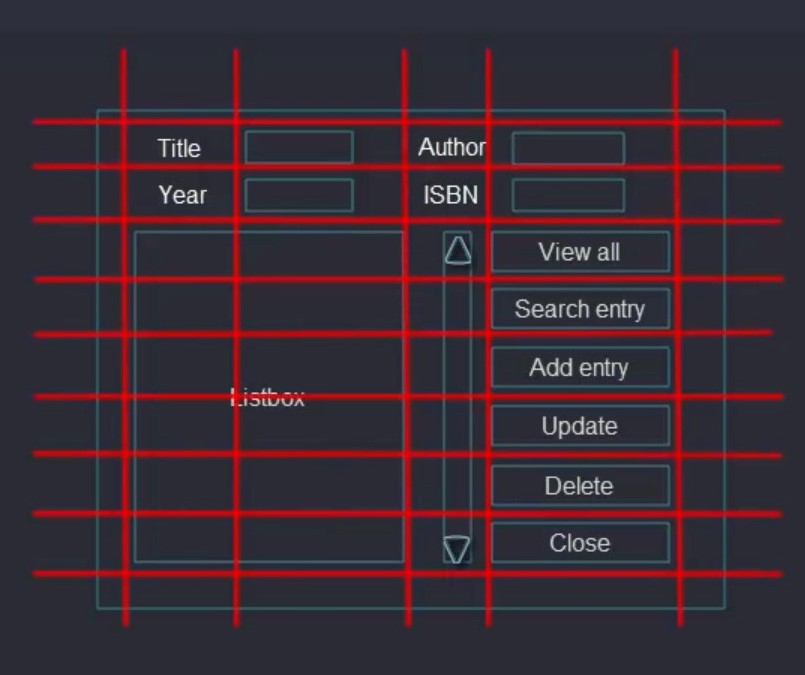 Title Author
Year ISBN
View all
Search entry
Add entry
Listbox
Update
Delete
Close